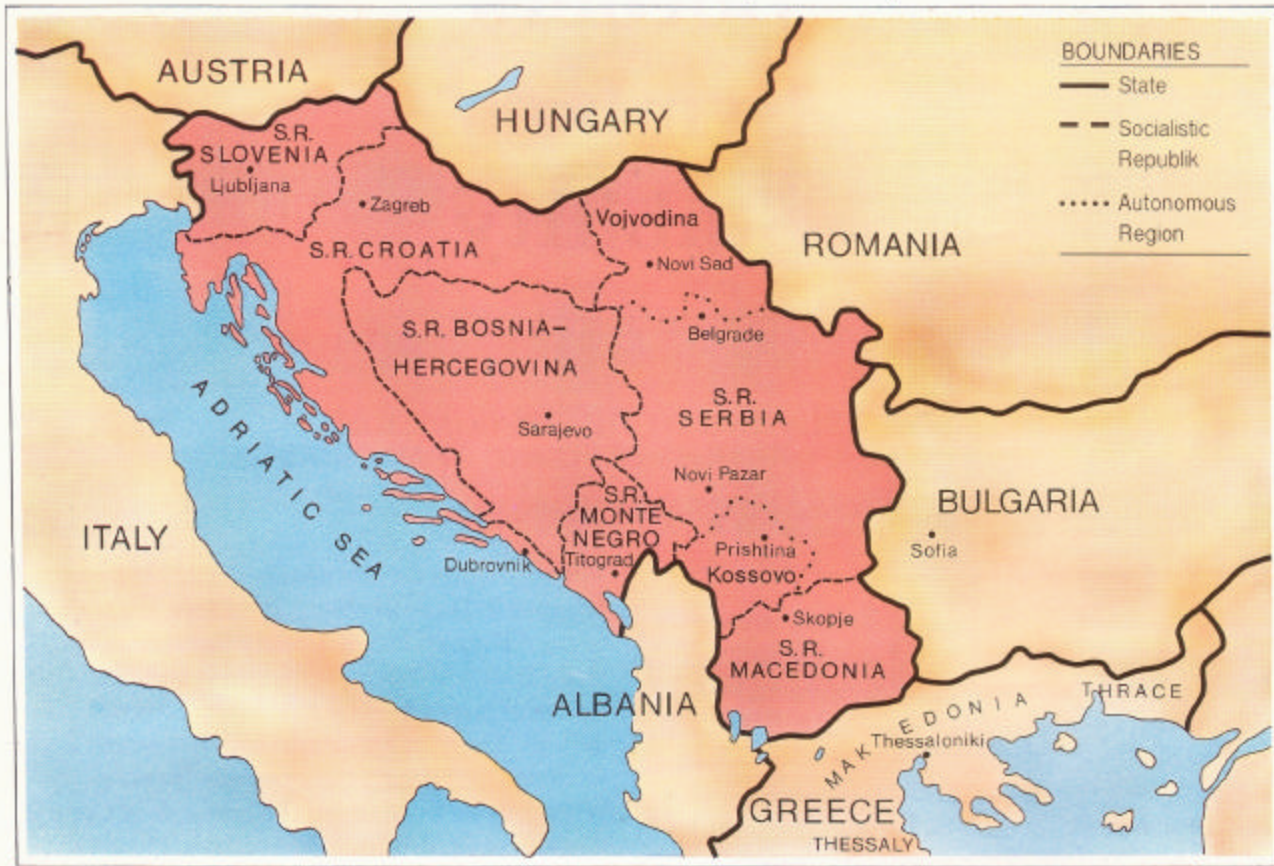 AUSTRIA
HUNGARY
BOUNDARIES
State
Socialistic
Republik
Autonomous
Region
S.R.
SLOVENIA
Ljubljana
Zagreb
S.R. CROATIA
Vojvodina
Novi Sad
ROMANIA
S.R. BOSNIA–
HERCEGOVINA
Belgrade
S.R.
SERBIA
Sarajevo
ADRIATIC SEA
Novi Pazar
S.R.
MONTE
NEGRO
Titograd
Prishtina
Kossovo
BULGARIA
Sofia
ITALY
Dubrovnik
Skopje
S.R.
MACEDONIA
ALBANIA
MAKEDONIA
THRACE
Thessaloniki
GREECE
THESSALY